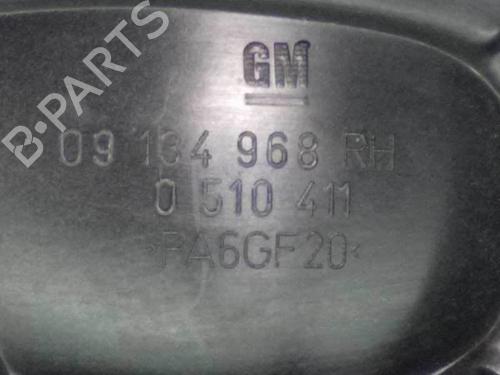 B-PARTS
GM
09 134 968 RH
0 510 411
>PA6GF20<